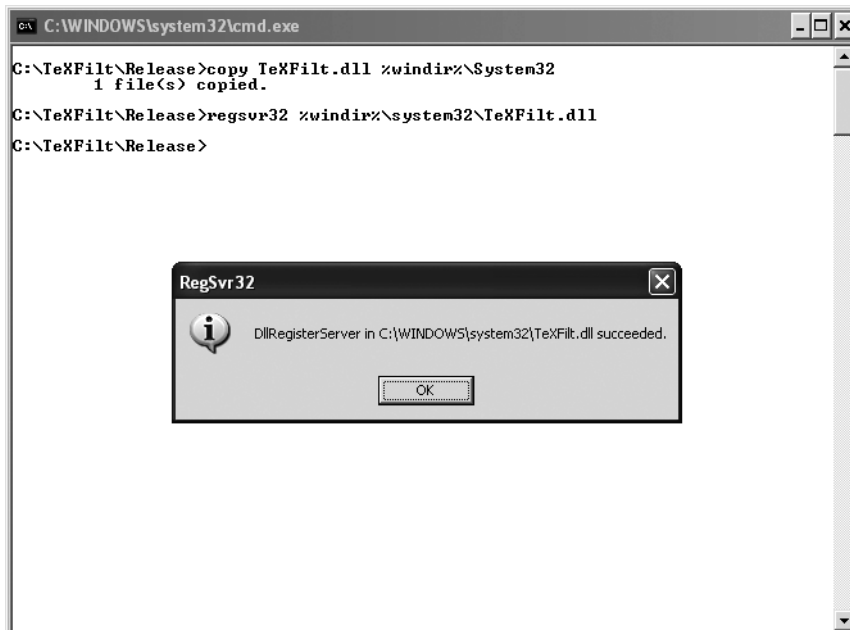 C:\WINDOWS\system32\cmd.exe
C:\TeXFilt\Release>copy TeXFilt.dll %windir%\System32
1 file(s) copied.
C:\TeXFilt\Release>regsvr32 %windir%\system32\TeXFilt.dll
C:\TeXFilt\Release>
RegSvr32
DllRegisterServer in C:\WINDOWS\system32\TeXFilt.dll succeeded.
OK